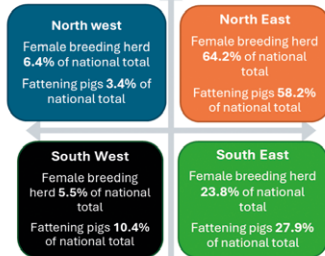 North west
Female breeding herd
6.4% of national total
Fattening pigs 3.4% of
national total
North East
Female breeding herd
64.2% of national
total
Fattening pigs 58.2%
of national total
South West
Female breeding
herd 5.5% of national
total
Fattening pigs 10.4%
of national total
South East
Female breeding herd
23.8% of national
total
Fattening pigs 27.9%
of national total